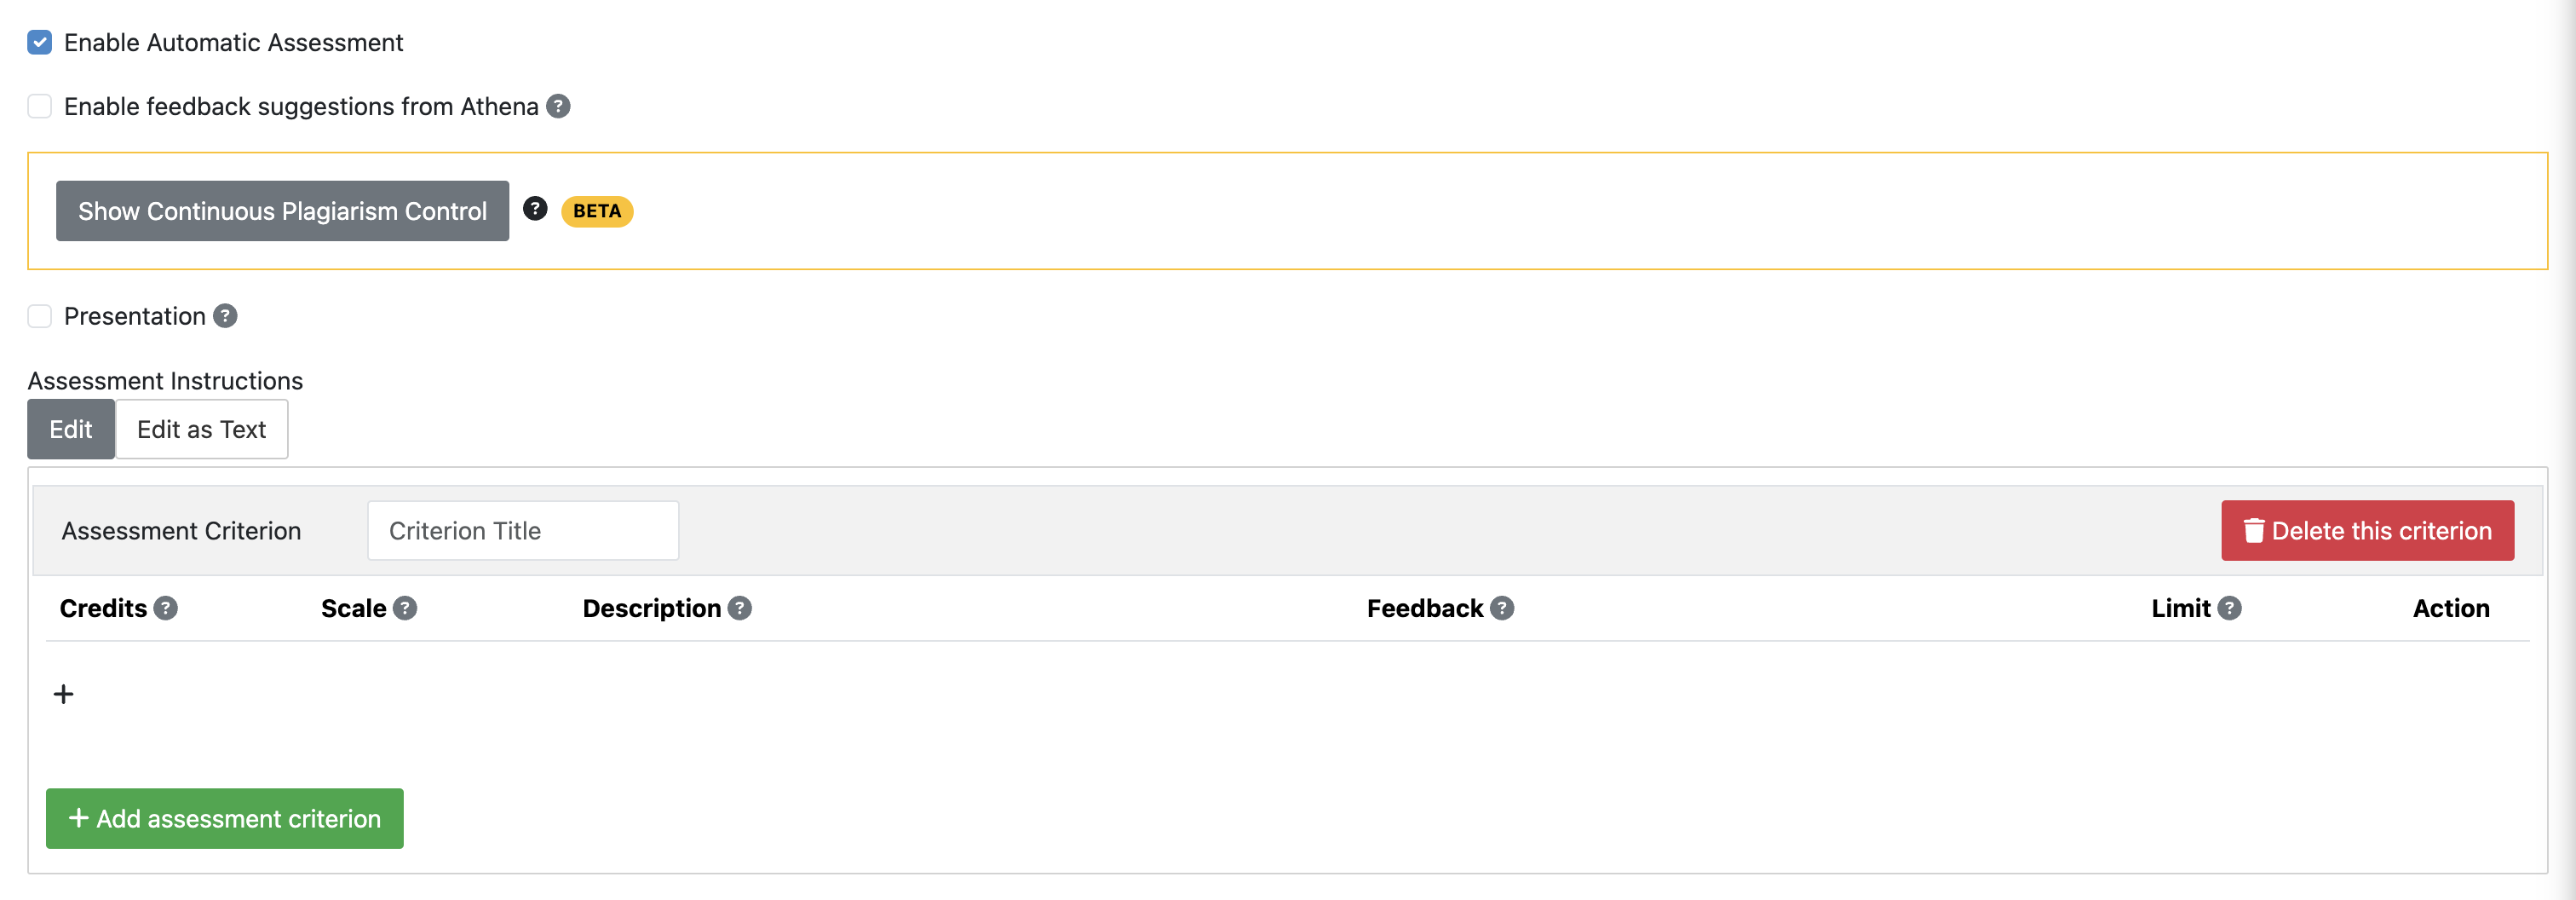 Enable Automatic Assessment
Enable feedback suggestions from Athena ?
Show Continuous Plagiarism Control ? BETA
Presentation ?
Assessment Instructions
Edit Edit as Text
Assessment Criterion Criterion Title Delete this criterion
Credits ? Scale ? Description ? Feedback ? Limit ? Action
+
+ Add assessment criterion